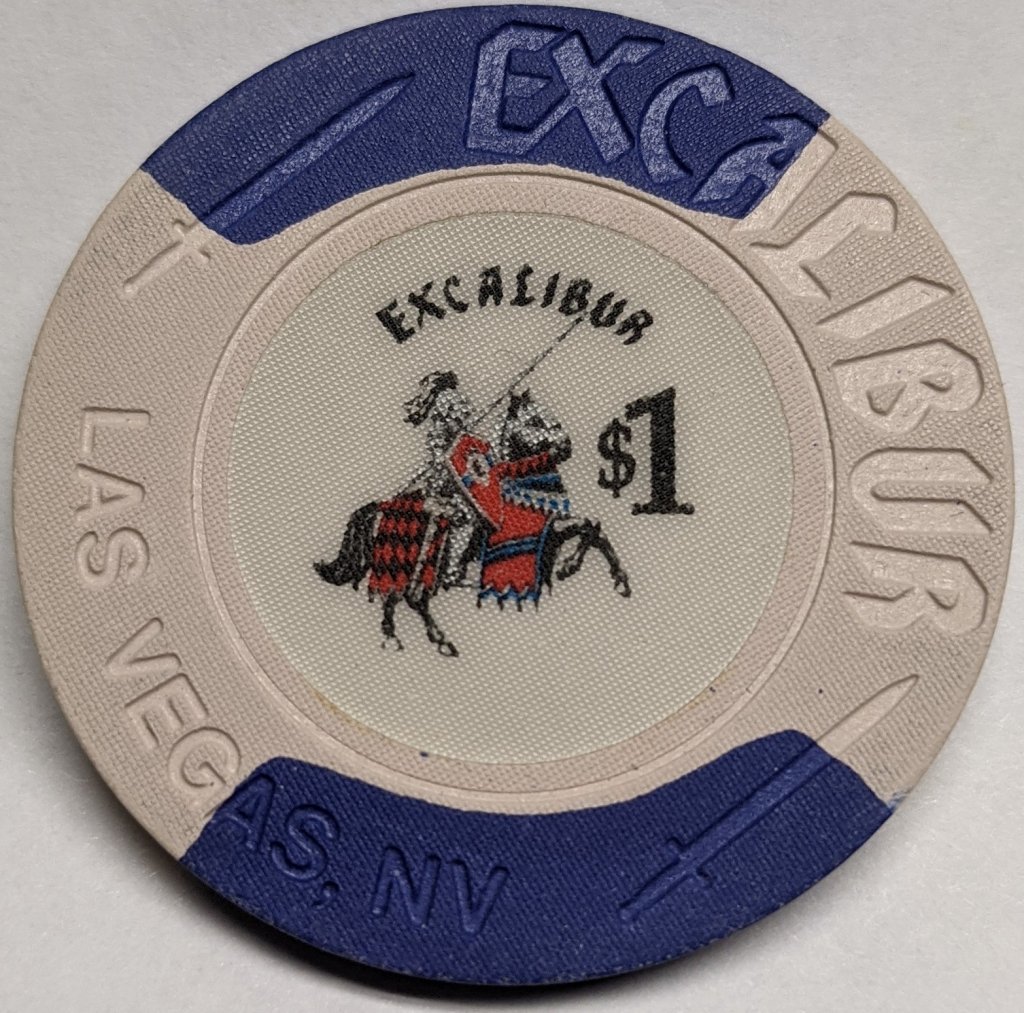 EXCALIBUR
EXCALIBUR
$1
LAS VEGAS, NV